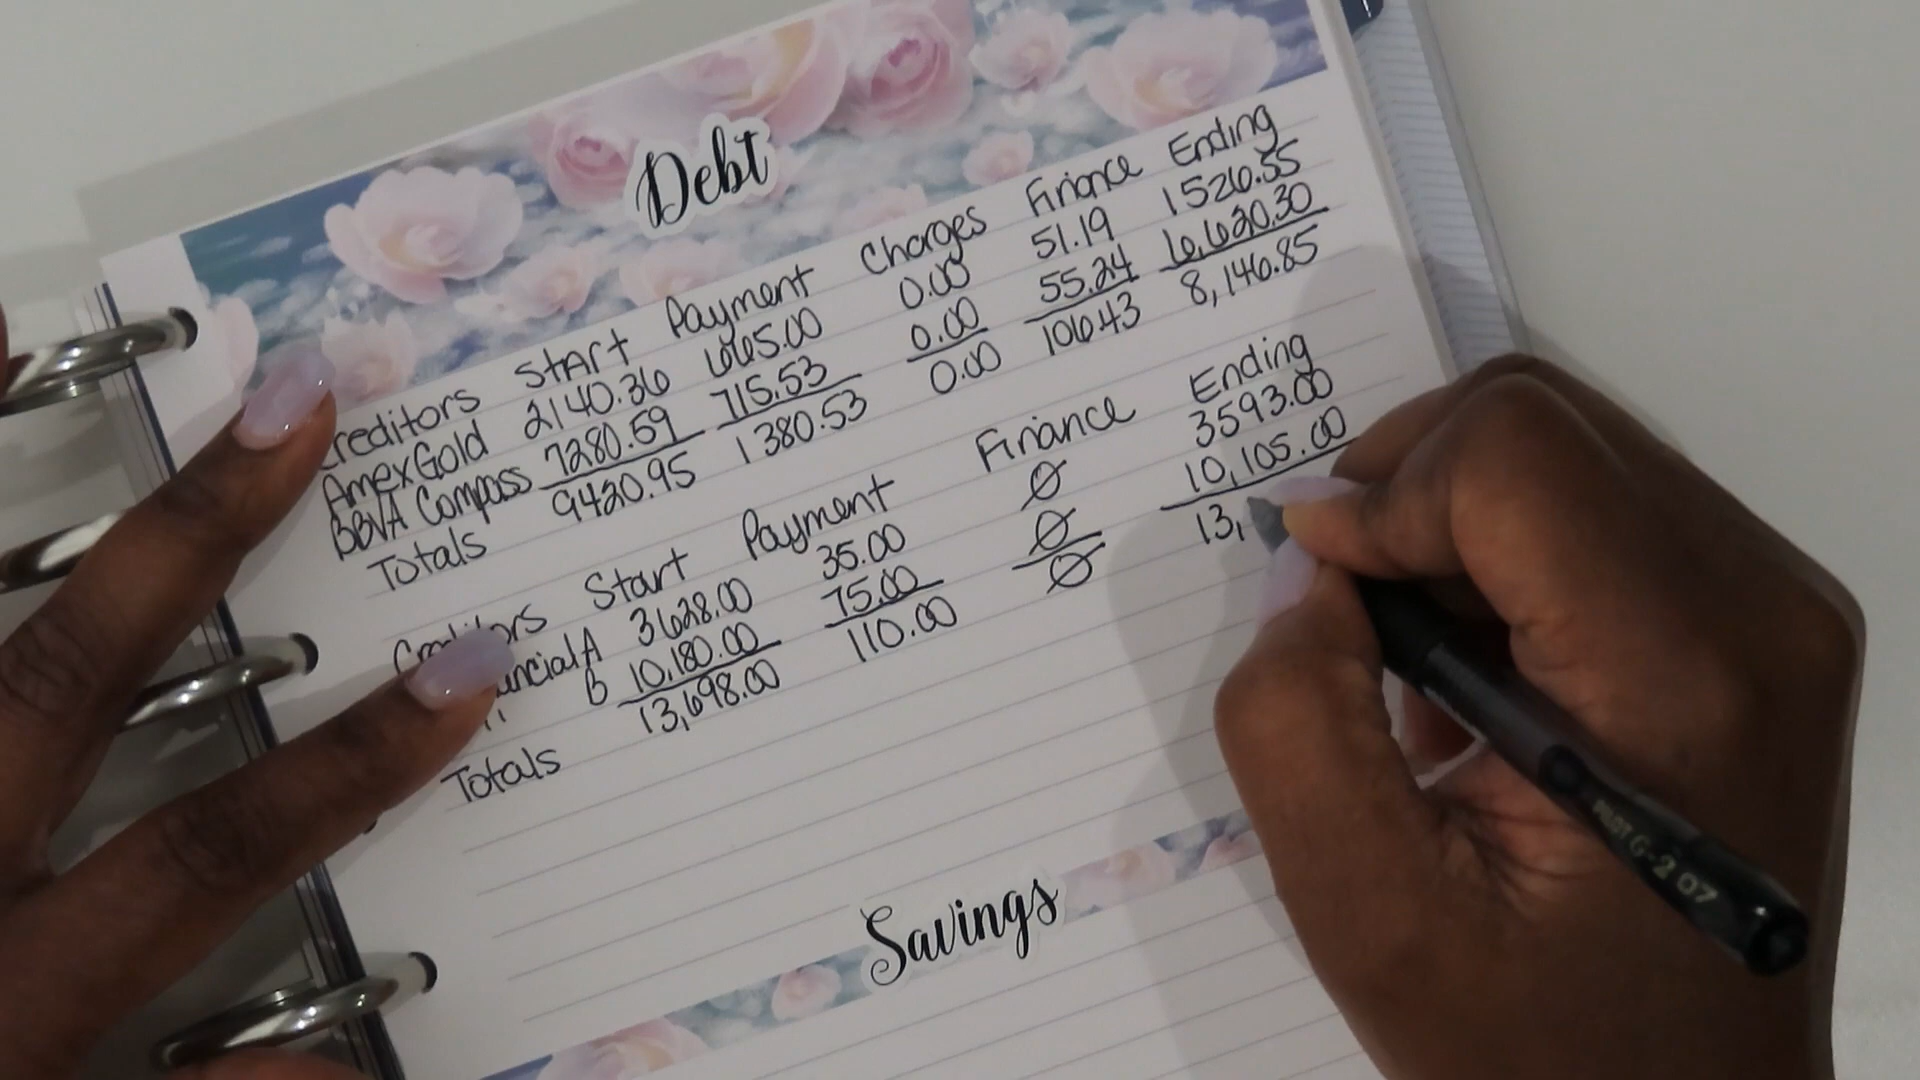 Debt
Creditors Start Payment Charges Finance Ending
Amex Gold 2140.36 665.00 0.00 51.19 1526.55
BBVA Compass 7280.59 715.53 0.00 55.24 6,620.30
Totals 9420.95 1380.53 0.00 106.43 8,146.85
Creditors Start Payment Finance Ending
ncial A 3628.00 35.00 Ø 3593.00
" B 10,180.00 75.00 Ø 10,105.00
Totals 13,698.00 110.00 Ø 13,
Savings
PILOT G-2 07